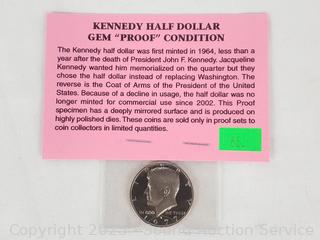 KENNEDY HALF DOLLAR
GEM “PROOF” CONDITION
The Kennedy half dollar was first minted in 1964, less than a
year after the death of President John F. Kennedy. Jacqueline
Kennedy wanted him memorialized on the quarter but they
chose the half dollar instead of replacing Washington. The
reverse is the Coat of Arms of the President of the United
States. Because of a decline in usage, the half dollar was no
longer minted for commercial use since 2002. This Proof
specimen has a deeply mirrored surface and is produced on
highly polished dies. These coins are sold only in proof sets to
coin collectors in limited quantities.
IN GOD WE TRUST
1977